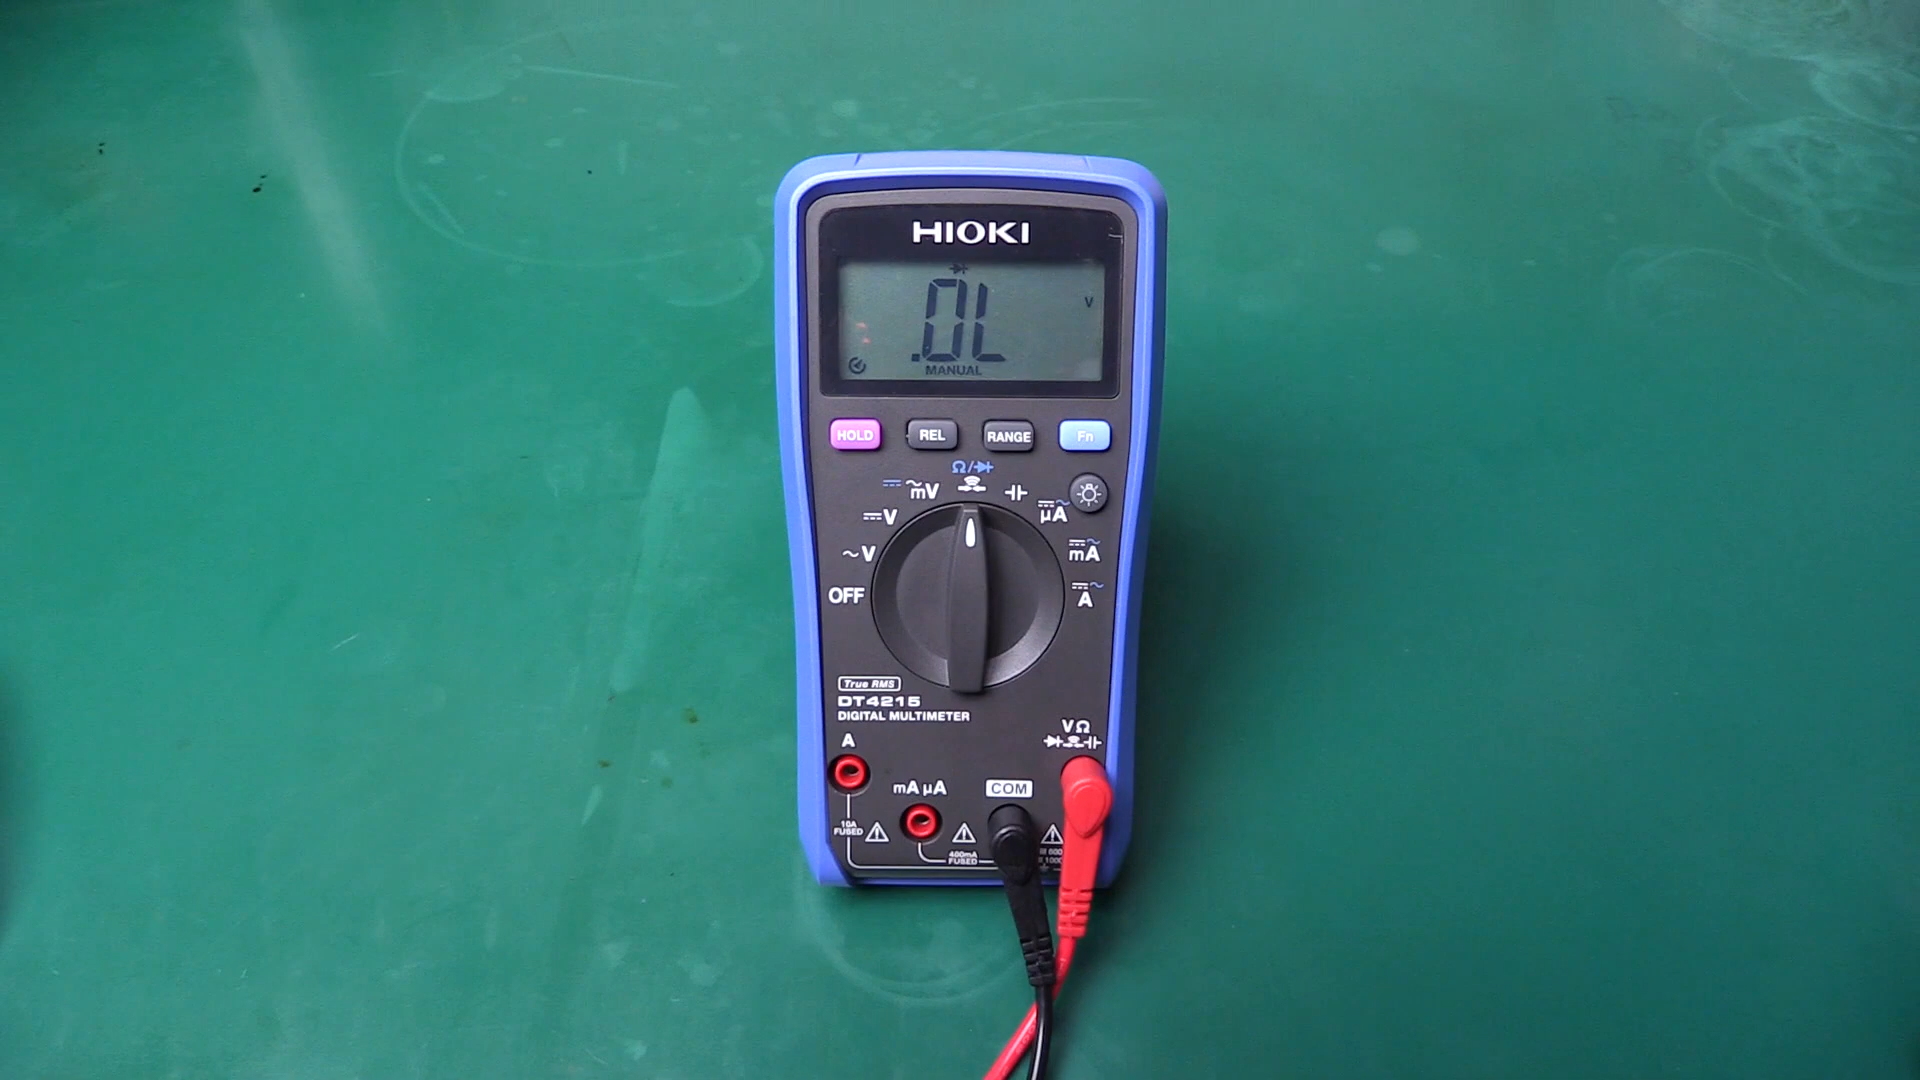 HIOKI
.0L
V
MANUAL
HOLD
REL
RANGE
Fn
Ω/
mV
V
~V
OFF
μA
mA
A
True RMS
DT4215
DIGITAL MULTIMETER
A
mA μA
COM
VΩ
10A
FUSED
400mA
FUSED